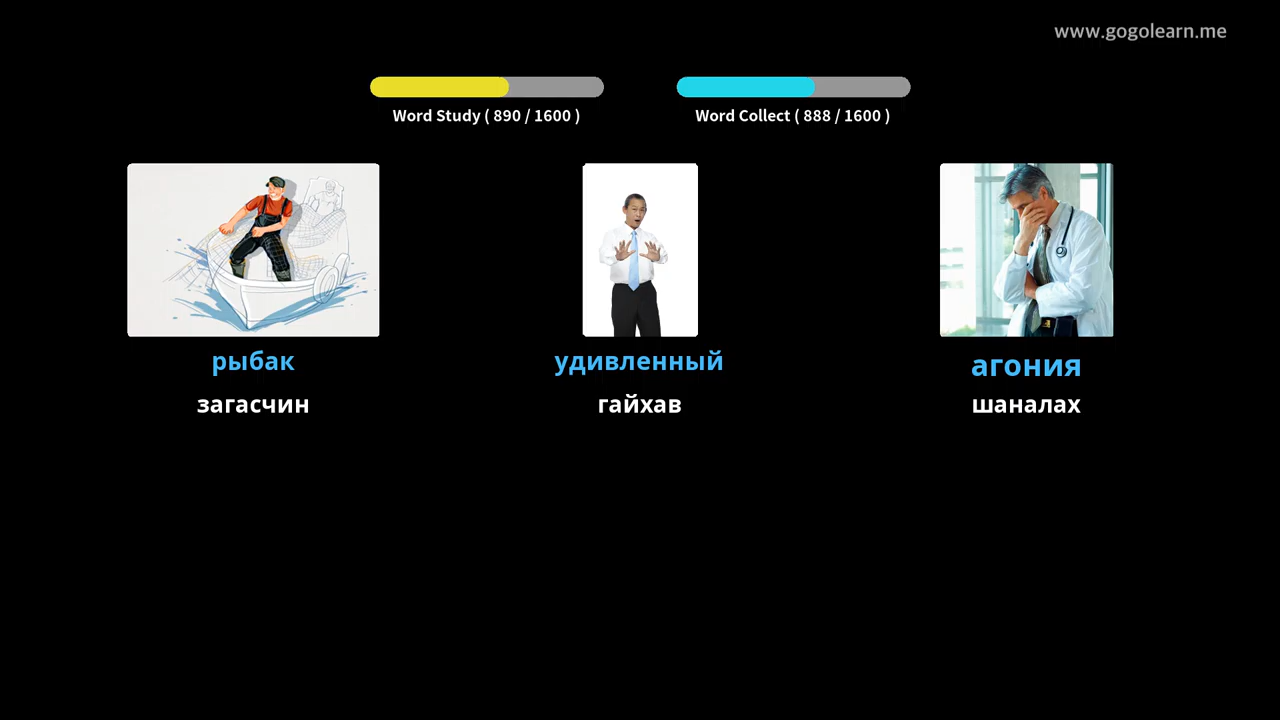 www.gogolearn.me
Word Study ( 890 / 1600 )
Word Collect ( 888 / 1600 )
рыбак
удивленный
агония
загасчин
гайхав
шаналах